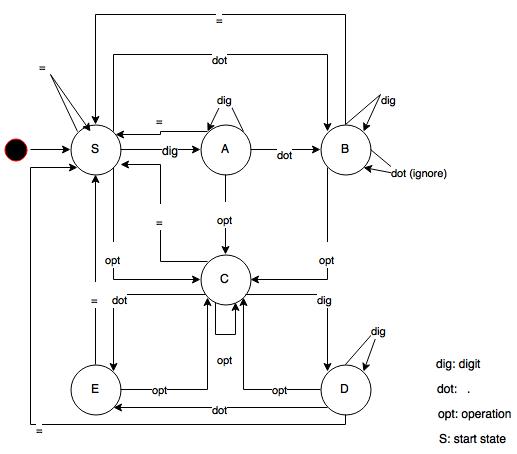 =
dot
=
dig
dig
=
S
dig
A
dot
B
dot (ignore)
opt
=
opt
opt
C
=
dot
dig
dig
opt
E
opt
opt
D
dot
=
dig: digit
dot: .
opt: operation
S: start state